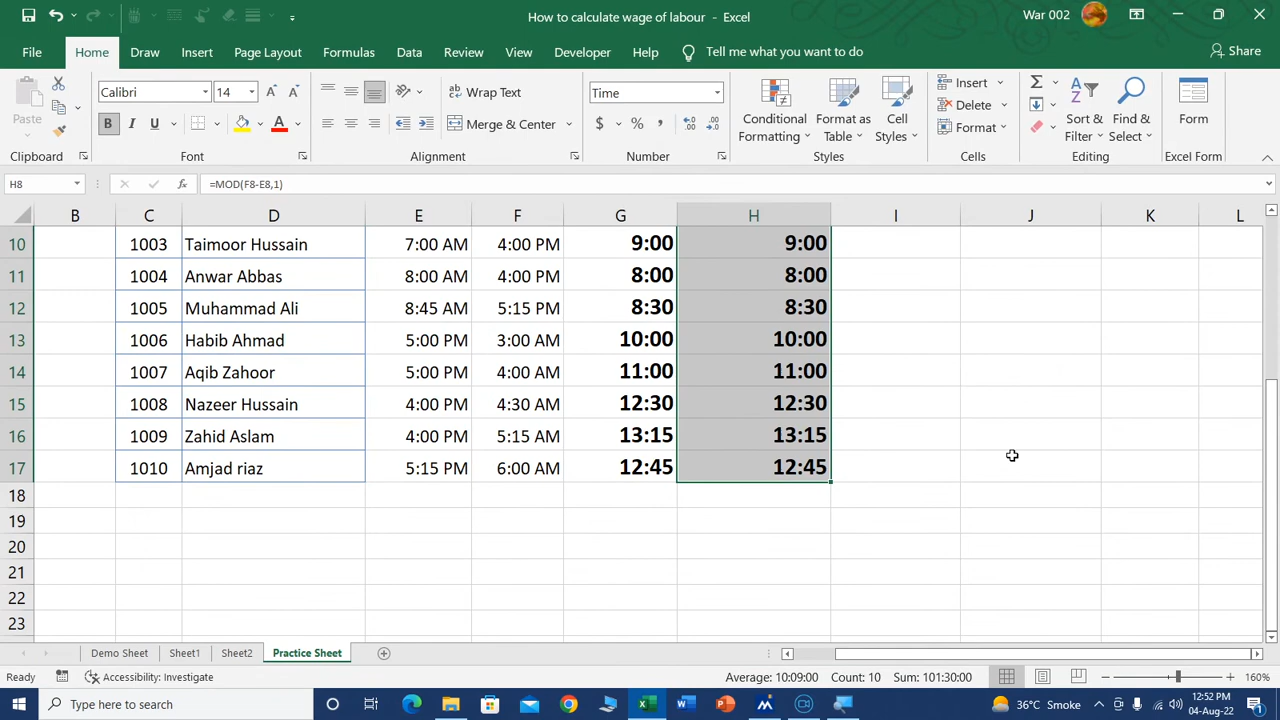 How to calculate wage of labour - Excel
War 002
File Home Draw Insert Page Layout Formulas Data Review View Developer Help Tell me what you want to do Share
Paste
Calibri 14
B I U A
Wrap Text
Merge & Center
Time
$ % ,
Conditional Formatting
Format as Table
Cell Styles
Insert
Delete
Format
Sort & Filter
Find & Select
Form
Clipboard Font Alignment Number Styles Cells Editing Excel Form
H8 fx =MOD(F8-E8,1)
B C D E F G H I J K L
10 1003 Taimoor Hussain 7:00 AM 4:00 PM 9:00 9:00
11 1004 Anwar Abbas 8:00 AM 4:00 PM 8:00 8:00
12 1005 Muhammad Ali 8:45 AM 5:15 PM 8:30 8:30
13 1006 Habib Ahmad 5:00 PM 3:00 AM 10:00 10:00
14 1007 Aqib Zahoor 5:00 PM 4:00 AM 11:00 11:00
15 1008 Nazeer Hussain 4:00 PM 4:30 AM 12:30 12:30
16 1009 Zahid Aslam 4:00 PM 5:15 AM 13:15 13:15
17 1010 Amjad riaz 5:15 PM 6:00 AM 12:45 12:45
18
19
20
21
22
23
Demo Sheet Sheet1 Sheet2 Practice Sheet
Ready Accessibility: Investigate Average: 10:09:00 Count: 10 Sum: 101:30:00 160%
Type here to search 36°C Smoke 12:52 PM
04-Aug-22